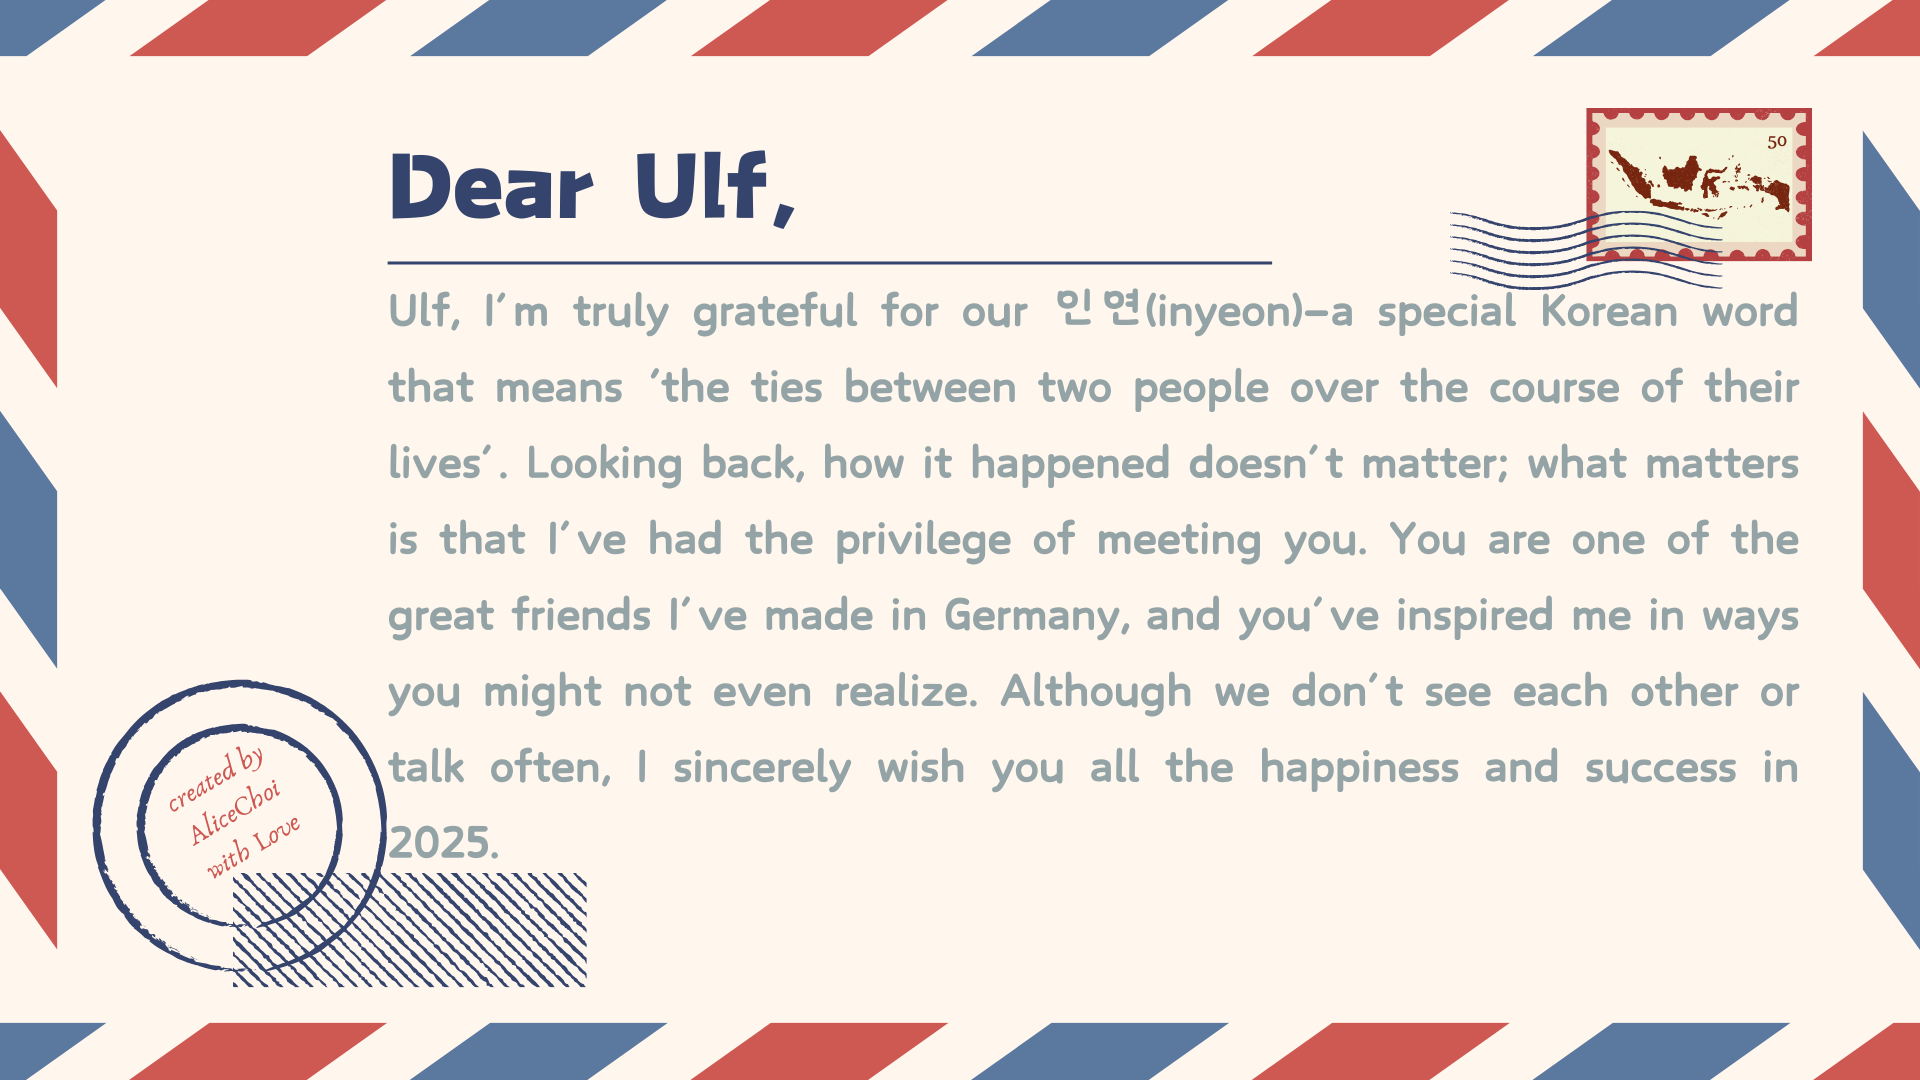 50
Dear Ulf,
Ulf, I'm truly grateful for our 인연(inyeon)–a special Korean word
that means 'the ties between two people over the course of their
lives'. Looking back, how it happened doesn't matter; what matters
is that I've had the privilege of meeting you. You are one of the
great friends I've made in Germany, and you've inspired me in ways
you might not even realize. Although we don't see each other or
talk often, I sincerely wish you all the happiness and success in
2025.
created by
AliceChoi
with Love